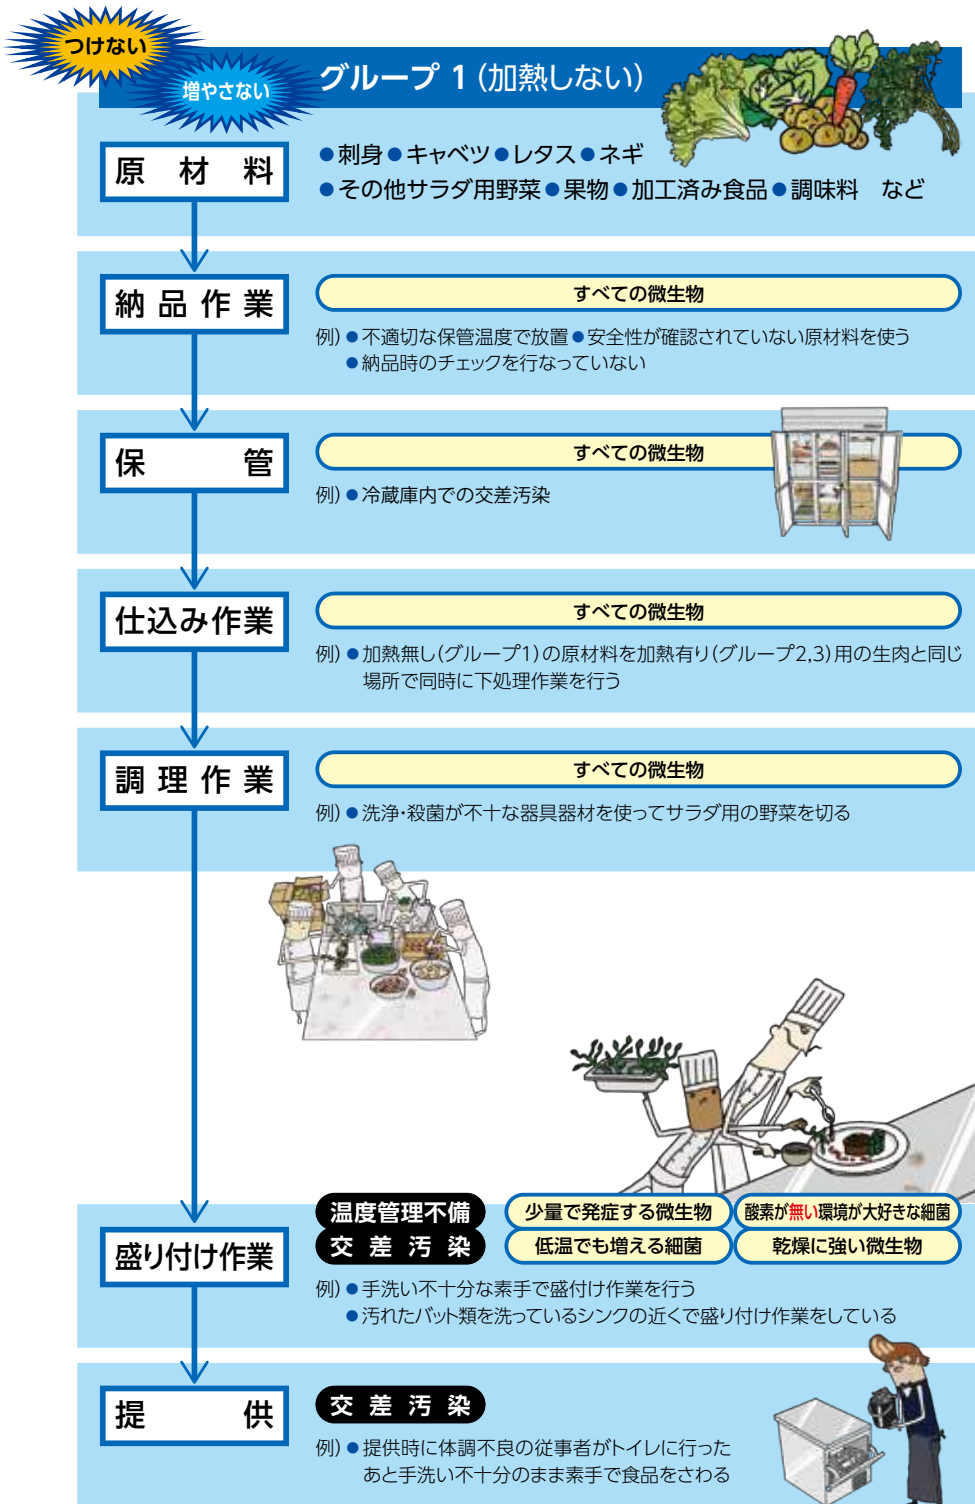 つけない
増やさない
グループ 1（加熱しない）
原材料
●刺身●キャベツ●レタス●ネギ
●その他サラダ用野菜●果物●加工済み食品●調味料　など
納品作業
すべての微生物
例）●不適切な保管温度で放置●安全性が確認されていない原材料を使う
●納品時のチェックを行なっていない
保管
すべての微生物
例）●冷蔵庫内での交差汚染
仕込み作業
すべての微生物
例）●加熱無し（グループ1）の原材料を加熱有り（グループ2,3）用の生肉と同じ
場所で同時に下処理作業を行う
調理作業
すべての微生物
例）●洗浄・殺菌が不十な器具器材を使ってサラダ用の野菜を切る
盛り付け作業
温度管理不備
少量で発症する微生物
酸素が無い環境が大好きな細菌
交差汚染
低温でも増える細菌
乾燥に強い微生物
例）●手洗い不十分な素手で盛付け作業を行う
●汚れたバット類を洗っているシンクの近くで盛り付け作業をしている
提供
交差汚染
例）●提供時に体調不良の従事者がトイレに行った
あと手洗い不十分のまま素手で食品をさわる